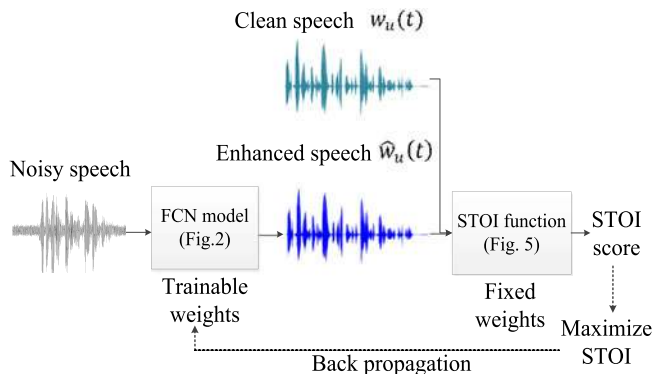 Clean speech w_u(t)
Enhanced speech ŵ_u(t)
Noisy speech
FCN model
(Fig.2)
Trainable
weights
STOI function
(Fig. 5)
Fixed
weights
STOI
score
Maximize
STOI
Back propagation